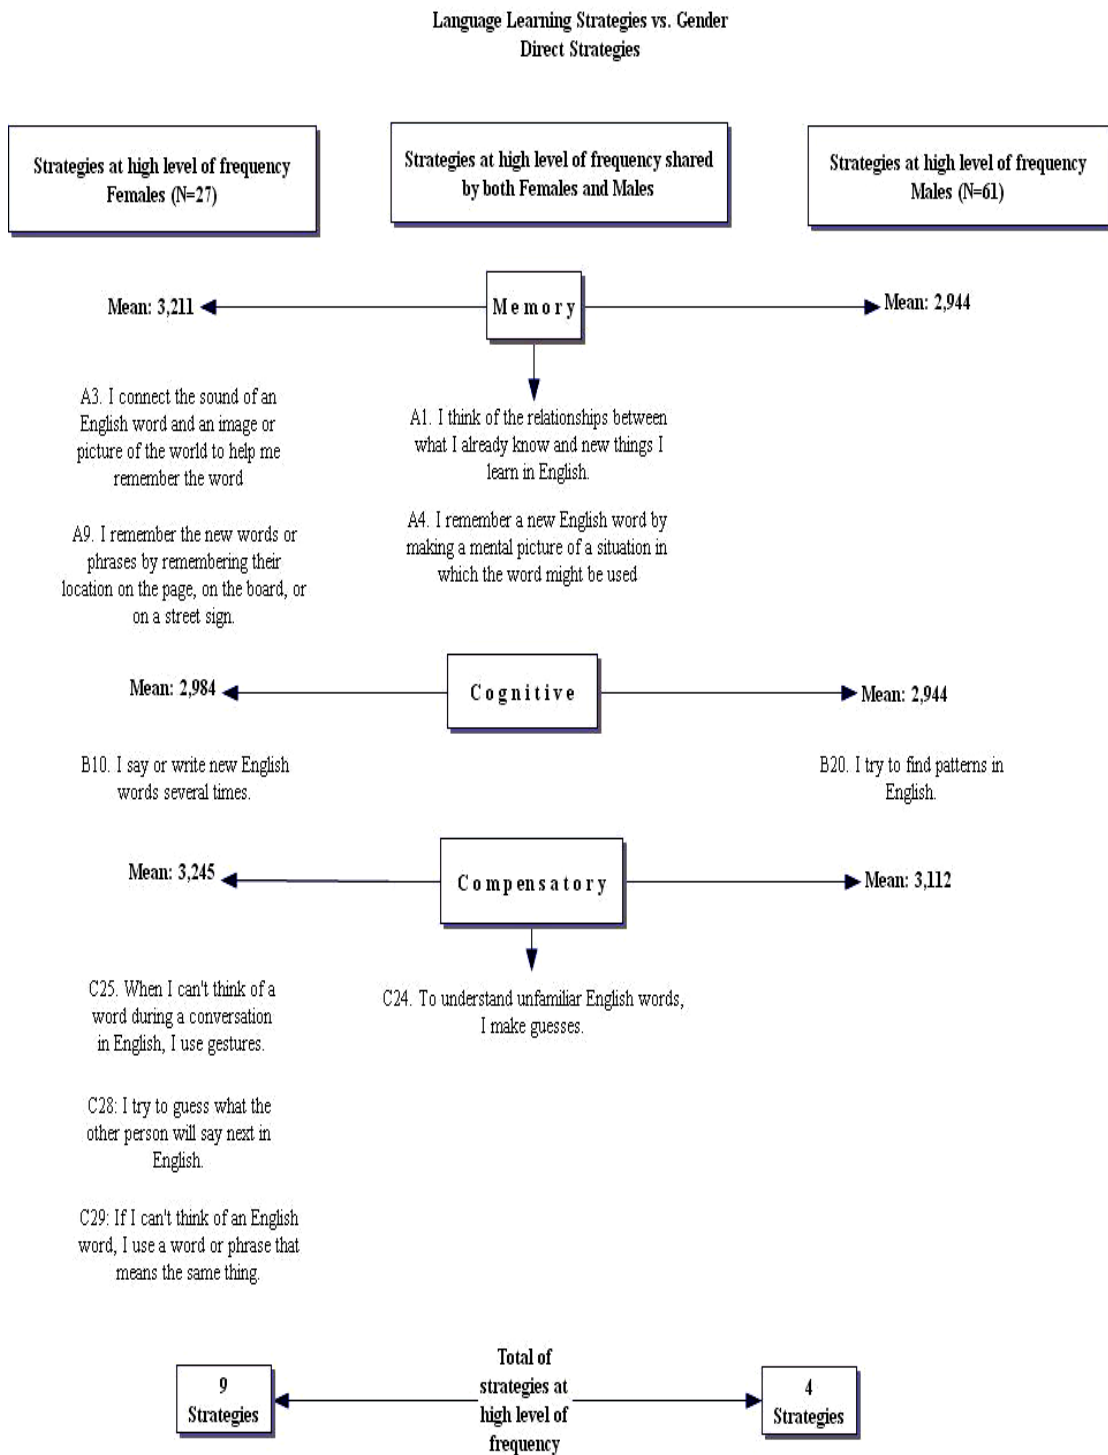 Language Learning Strategies vs. Gender
Direct Strategies
Strategies at high level of frequency
Females (N=27)
Strategies at high level of frequency shared
by both Females and Males
Strategies at high level of frequency
Males (N=61)
Mean: 3,211
Memory
Mean: 2,944
A3. I connect the sound of an
English word and an image or
picture of the world to help me
remember the word
A1. I think of the relationships between
what I already know and new things I
learn in English.
A9. I remember the new words or
phrases by remembering their
location on the page, on the board, or
on a street sign.
A4. I remember a new English word by
making a mental picture of a situation in
which the word might be used
Mean: 2,984
Cognitive
Mean: 2,944
B10. I say or write new English
words several times.
B20. I try to find patterns in
English.
Mean: 3,245
Compensatory
Mean: 3,112
C25. When I can't think of a
word during a conversation
in English, I use gestures.
C24. To understand unfamiliar English words,
I make guesses.
C28: I try to guess what the
other person will say next in
English.
C29: If I can't think of an English
word, I use a word or phrase that
means the same thing.
9
Strategies
Total of
strategies at
high level of
frequency
4
Strategies